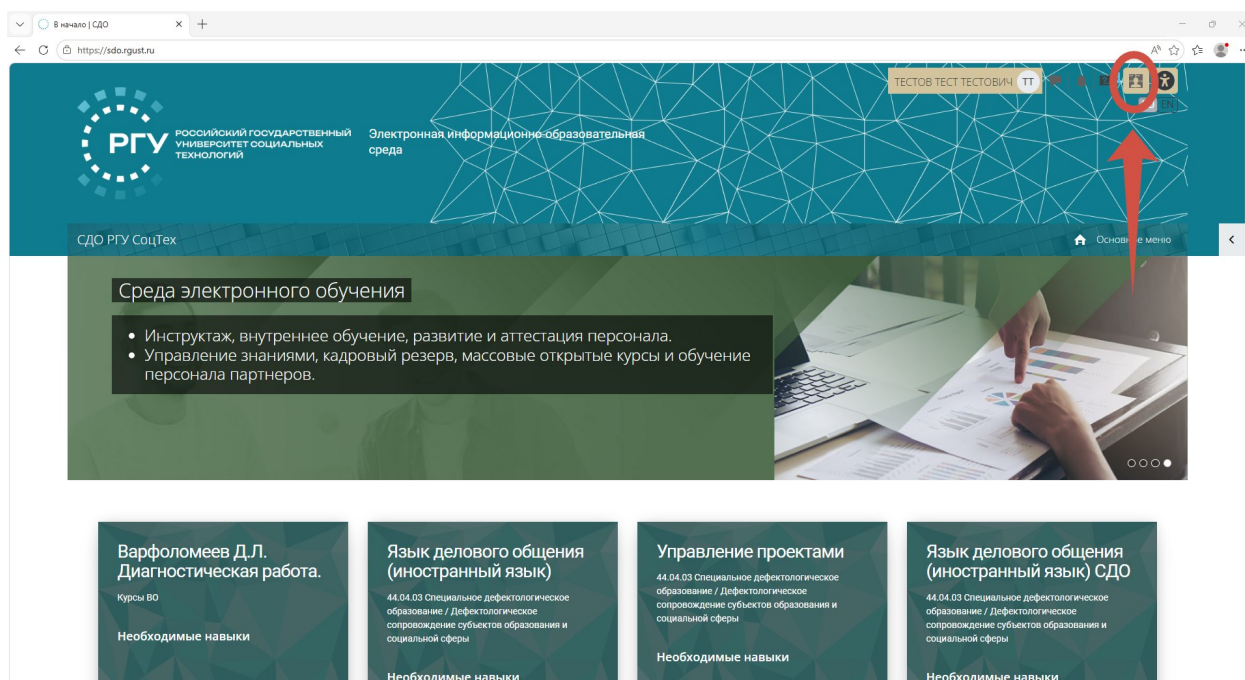 В начало | СДО
https://sdo.rgust.ru
ТЕСТОВ ТЕСТ ТЕСТОВИЧ ТТ
EN
РГУ
РОССИЙСКИЙ ГОСУДАРСТВЕННЫЙ
УНИВЕРСИТЕТ СОЦИАЛЬНЫХ
ТЕХНОЛОГИЙ
Электронная информационно-образовательная
среда
СДО РГУ СоцТех
Основное меню
Среда электронного обучения
Инструктаж, внутреннее обучение, развитие и аттестация персонала.
Управление знаниями, кадровый резерв, массовые открытые курсы и обучение
персонала партнеров.
Варфоломеев Д.Л.
Диагностическая работа.
Курсы ВО
Необходимые навыки
Язык делового общения
(иностранный язык)
44.04.03 Специальное дефектологическое
образование / Дефектологическое
сопровождение субъектов образования и
социальной сферы
Необходимые навыки
Управление проектами
44.04.03 Специальное дефектологическое
образование / Дефектологическое
сопровождение субъектов образования и
социальной сферы
Необходимые навыки
Язык делового общения
(иностранный язык) СДО
44.04.03 Специальное дефектологическое
образование / Дефектологическое
сопровождение субъектов образования и
социальной сферы
Необходимые навыки